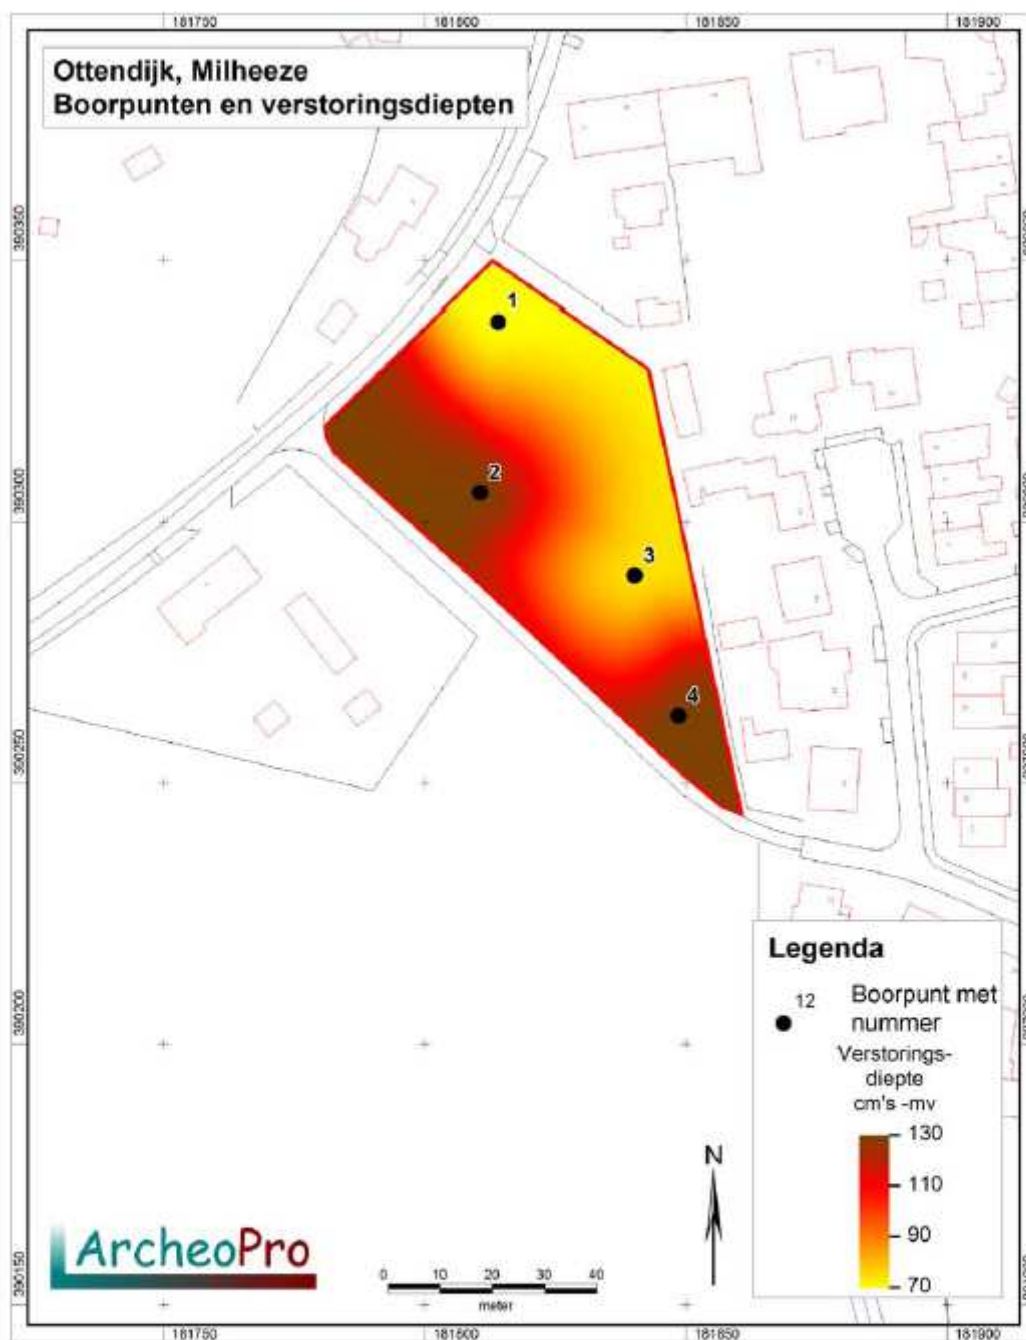 181750 181800 181850 181900
Ottendijk, Milheeze
Boorpunten en verstoringsdiepten
390350
390300
390250
390200
390150
1
2
3
4
Legenda
12
Boorpunt met
nummer
Verstorings-
diepte
cm's -mv
130
110
90
70
N
ArcheoPro
0 10 20 30 40
meter
181750 181800 181850 181900